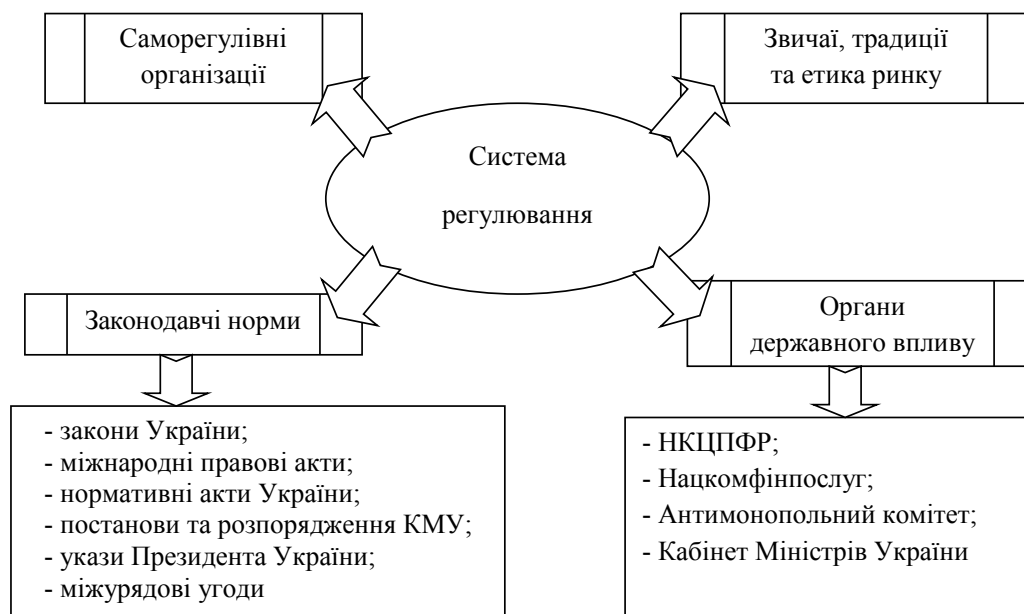 Саморегулівні
організації
Звичаї, традиції
та етика ринку
Система
регулювання
Законодавчі норми
Органи
державного впливу
- закони України;
- міжнародні правові акти;
- нормативні акти України;
- постанови та розпорядження КМУ;
- укази Президента України;
- міжурядові угоди
- НКЦПФР;
- Нацкомфінпослуг;
- Антимонопольний комітет;
- Кабінет Міністрів України